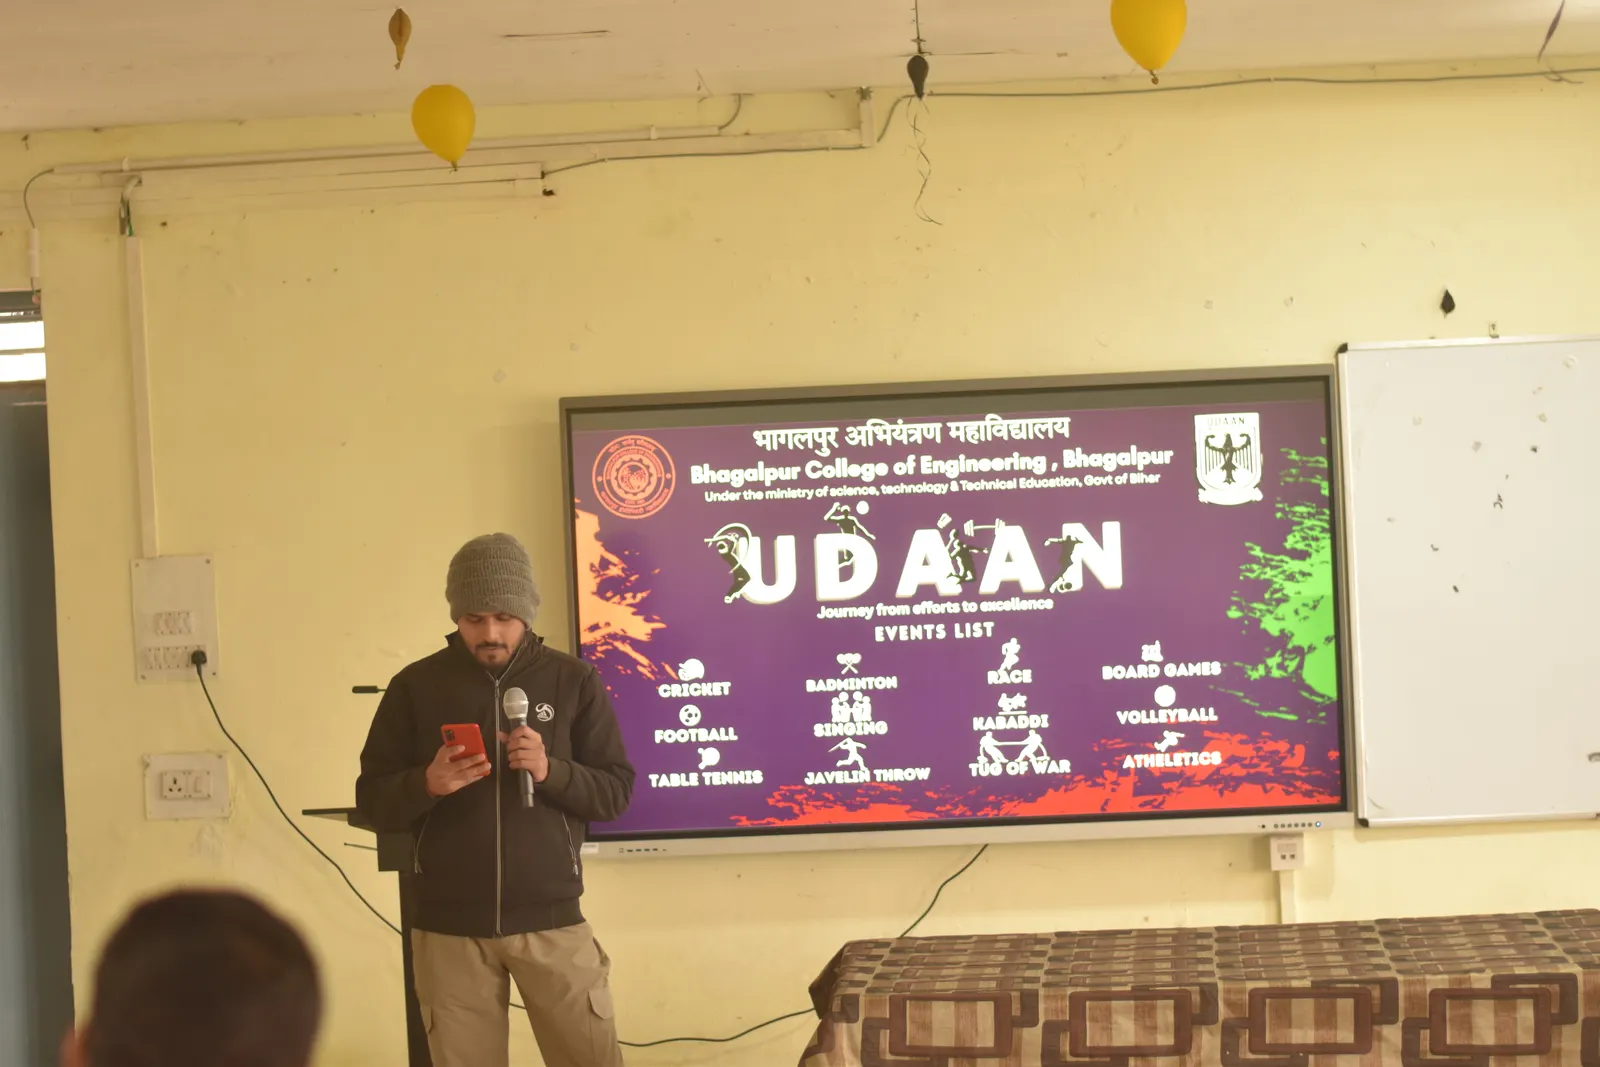 भागलपुर अभियंत्रण महाविद्यालय
Bhagalpur College of Engineering , Bhagalpur
Under the ministry of science, technology & Technical Education, Govt of Bihar
UDAAN
UDAAN
Journey from efforts to excellence
EVENTS LIST
CRICKET BADMINTON RACE BOARD GAMES
FOOTBALL SINGING KABADDI VOLLEYBALL
TABLE TENNIS JAVELIN THROW TUG OF WAR ATHELETICS